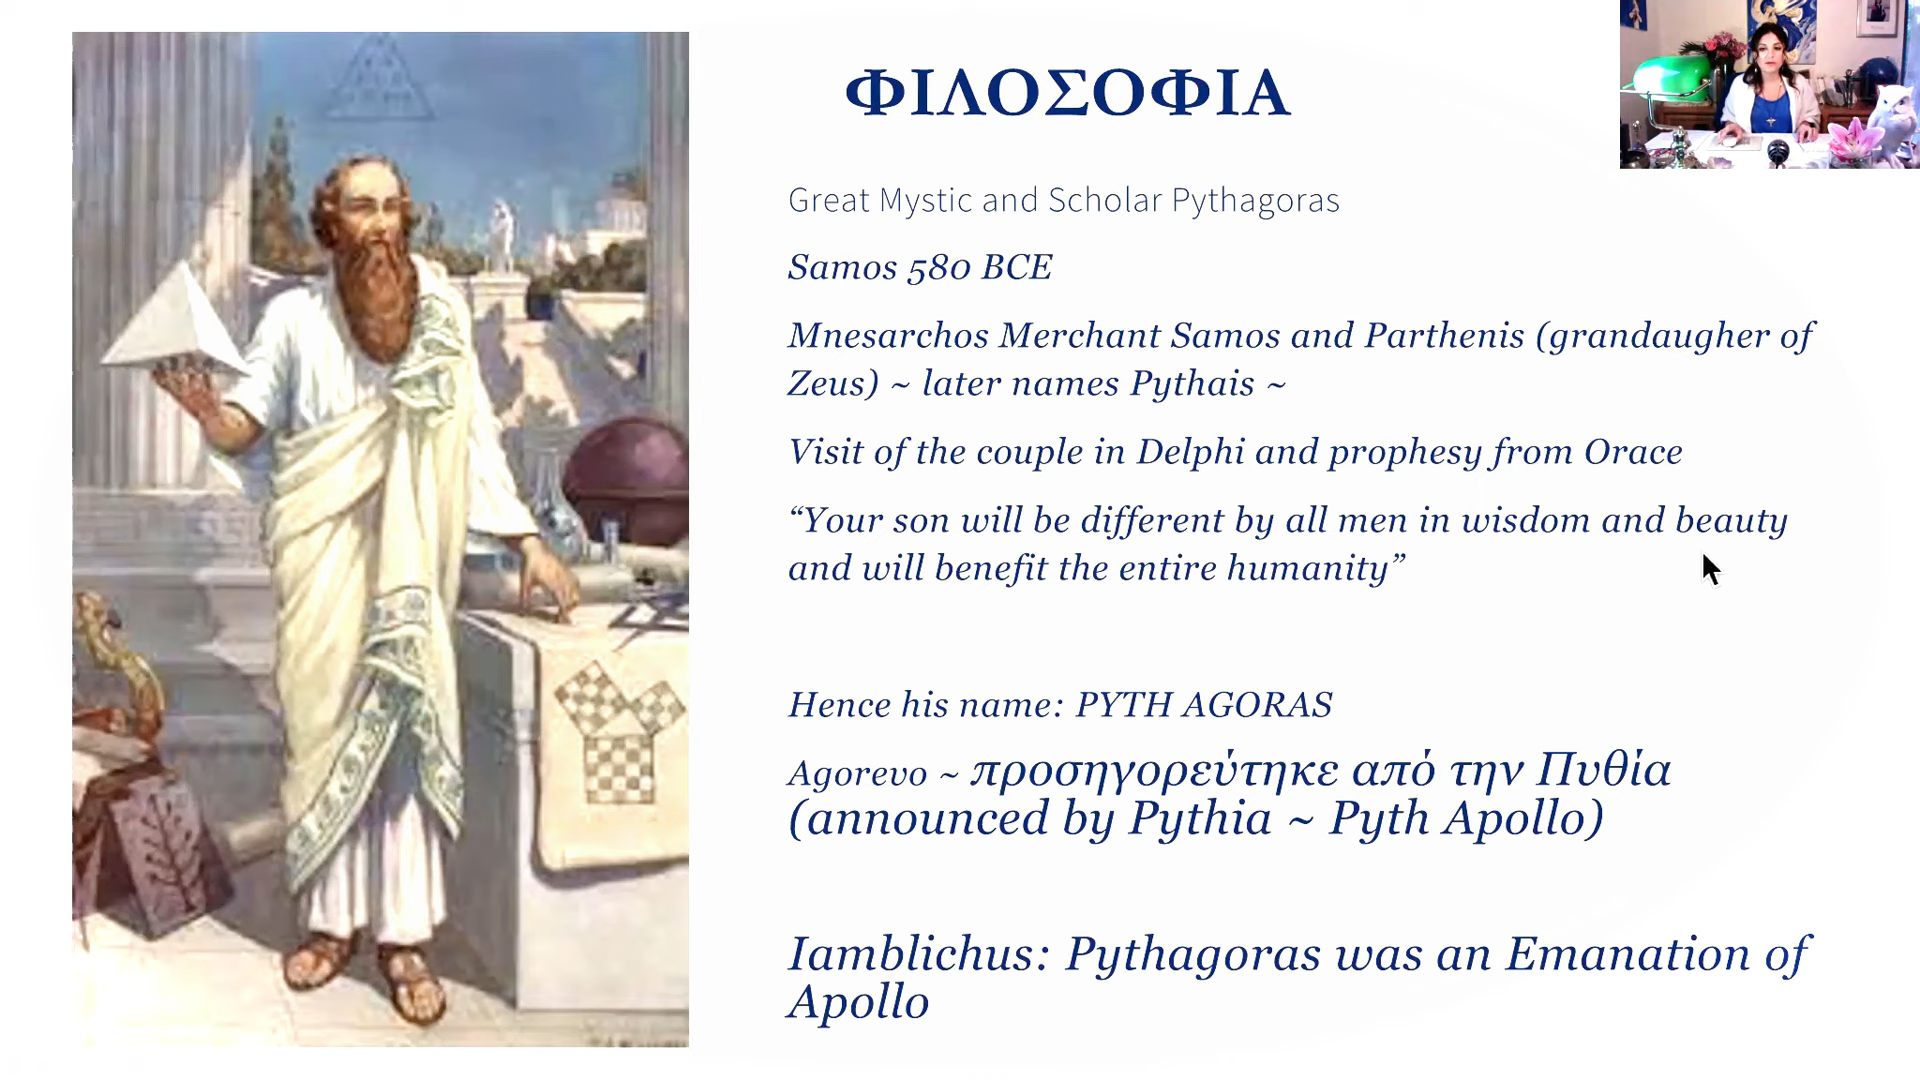 ΦΙΛΟΣΟΦΙΑ
Great Mystic and Scholar Pythagoras
Samos 580 BCE
Mnesarchos Merchant Samos and Parthenis (grandaugher of
Zeus) ~ later names Pythais ~
Visit of the couple in Delphi and prophesy from Orace
“Your son will be different by all men in wisdom and beauty
and will benefit the entire humanity”
Hence his name: PYTH AGORAS
Agorevo ~ προσηγορεύτηκε από την Πυθία
(announced by Pythia ~ Pyth Apollo)
Iamblichus: Pythagoras was an Emanation of
Apollo